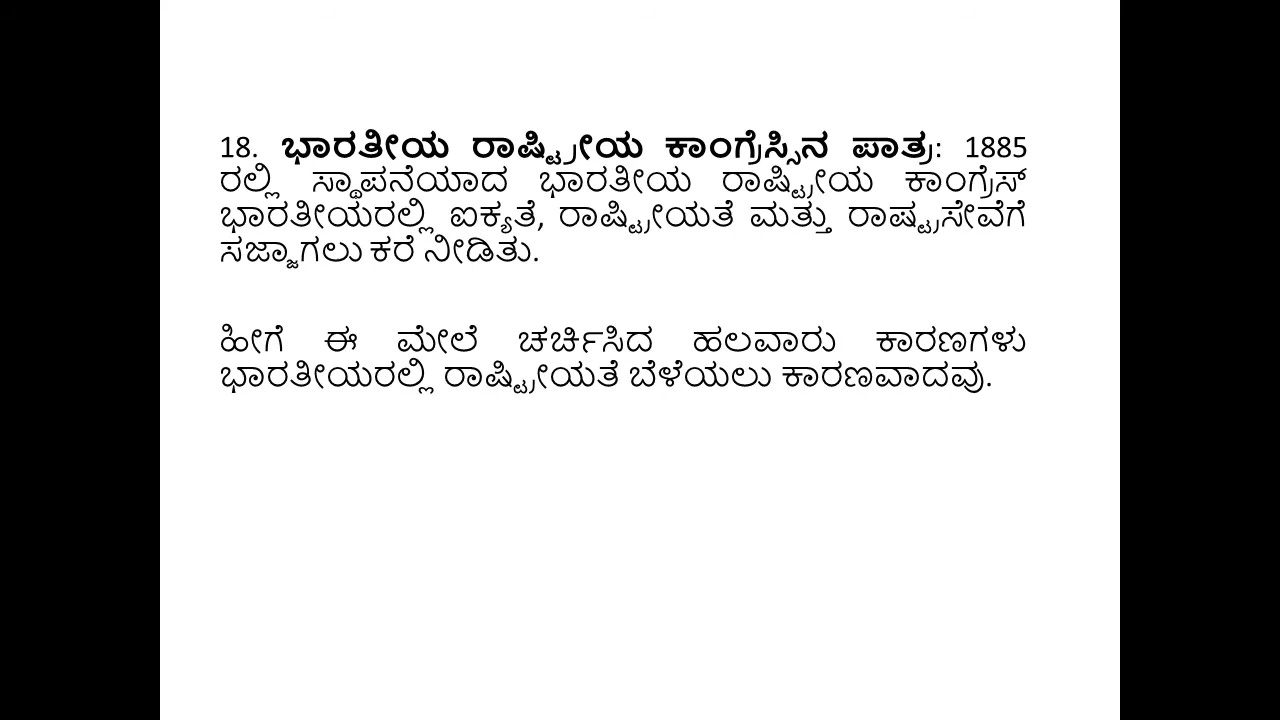 18. ಭಾರತೀಯ ರಾಷ್ಟ್ರೀಯ ಕಾಂಗ್ರೆಸ್ಸಿನ ಪಾತ್ರ: 1885
ರಲ್ಲಿ ಸ್ಥಾಪನೆಯಾದ ಭಾರತೀಯ ರಾಷ್ಟ್ರೀಯ ಕಾಂಗ್ರೆಸ್
ಭಾರತೀಯರಲ್ಲಿ ಐಕ್ಯತೆ, ರಾಷ್ಟ್ರೀಯತೆ ಮತ್ತು ರಾಷ್ಟ್ರಸೇವೆಗೆ
ಸಜ್ಜಾಗಲು ಕರೆ ನೀಡಿತು.
ಹೀಗೆ ಈ ಮೇಲೆ ಚರ್ಚಿಸಿದ ಹಲವಾರು ಕಾರಣಗಳು
ಭಾರತೀಯರಲ್ಲಿ ರಾಷ್ಟ್ರೀಯತೆ ಬೆಳೆಯಲು ಕಾರಣವಾದವು.